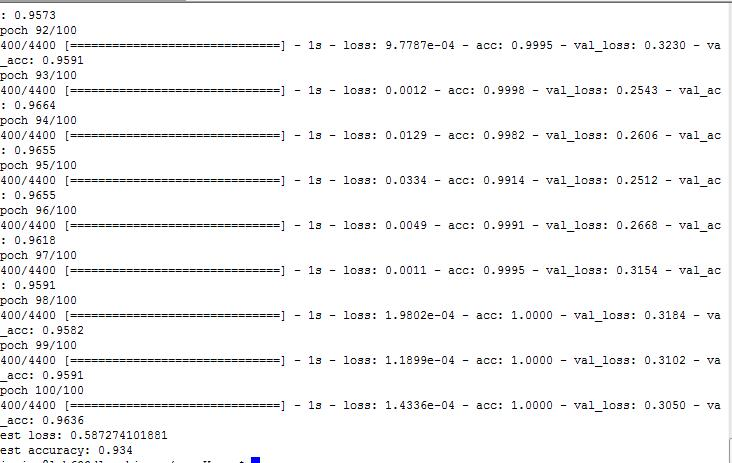 : 0.9573
poch 92/100
400/4400 [==============================] - 1s - loss: 9.7787e-04 - acc: 0.9995 - val_loss: 0.3230 - va
_acc: 0.9591
poch 93/100
400/4400 [==============================] - 1s - loss: 0.0012 - acc: 0.9998 - val_loss: 0.2543 - val_ac
: 0.9664
poch 94/100
400/4400 [==============================] - 1s - loss: 0.0129 - acc: 0.9982 - val_loss: 0.2606 - val_ac
: 0.9655
poch 95/100
400/4400 [==============================] - 1s - loss: 0.0334 - acc: 0.9914 - val_loss: 0.2512 - val_ac
: 0.9655
poch 96/100
400/4400 [==============================] - 1s - loss: 0.0049 - acc: 0.9991 - val_loss: 0.2668 - val_ac
: 0.9618
poch 97/100
400/4400 [==============================] - 1s - loss: 0.0011 - acc: 0.9995 - val_loss: 0.3154 - val_ac
: 0.9591
poch 98/100
400/4400 [==============================] - 1s - loss: 1.9802e-04 - acc: 1.0000 - val_loss: 0.3184 - va
_acc: 0.9582
poch 99/100
400/4400 [==============================] - 1s - loss: 1.1899e-04 - acc: 1.0000 - val_loss: 0.3102 - va
_acc: 0.9591
poch 100/100
400/4400 [==============================] - 1s - loss: 1.4336e-04 - acc: 1.0000 - val_loss: 0.3050 - va
_acc: 0.9636
est loss: 0.587274101881
est accuracy: 0.934